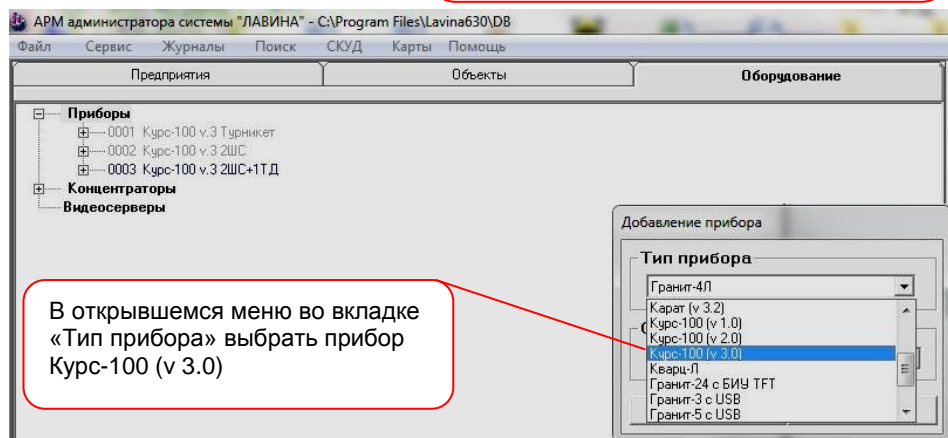 АРМ администратора системы "ЛАВИНА" - C:\Program Files\Lavina630\DB
Файл Сервис Журналы Поиск СКУД Карты Помощь
Предприятия Объекты Оборудование
Приборы
0001 Курс-100 v.3 Турникет
0002 Курс-100 v.3 2ШС
0003 Курс-100 v.3 2ШС+1ТД
Концентраторы
Видеосерверы
Добавление прибора
Тип прибора
Гранит-4Л
Карат (v 3.2)
Курс-100 (v 1.0)
Курс-100 (v 2.0)
Курс-100 (v 3.0)
Кварц-Л
Гранит-24 с БИУ TFT
Гранит-3 с USB
Гранит-5 с USB
В открывшемся меню во вкладке
«Тип прибора» выбрать прибор
Курс-100 (v 3.0)